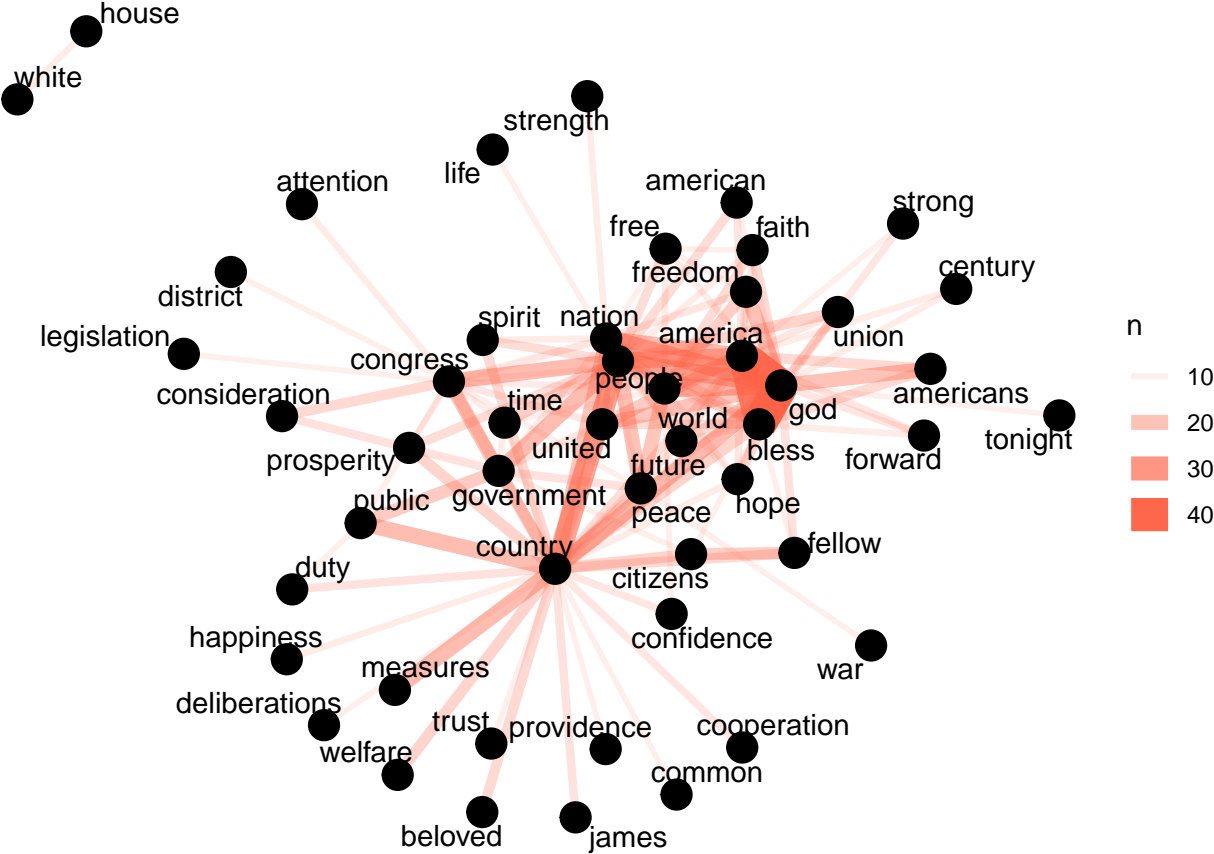 house
white
strength
life
attention
american
strong
free
faith
freedom
century
district
spirit
nation
america
union
legislation
congress
people
consideration
time
world
god
americans
prosperity
united
future
bless
forward
tonight
public
government
peace
hope
country
fellow
duty
citizens
happiness
confidence
measures
war
deliberations
trust
providence
cooperation
welfare
common
beloved
james
n
10
20
30
40